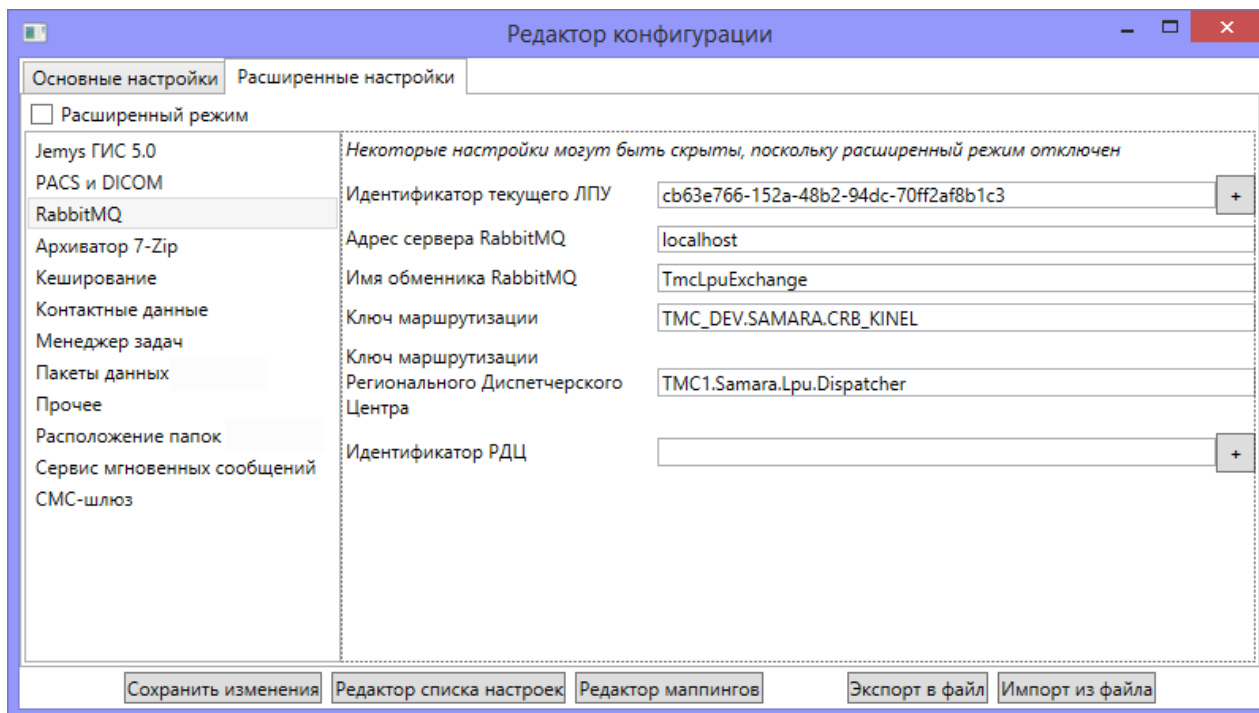 Редактор конфигурации
Основные настройки Расширенные настройки
Расширенный режим
Jemys ГИС 5.0
PACS и DICOM
RabbitMQ
Архиватор 7-Zip
Кеширование
Контактные данные
Менеджер задач
Пакеты данных
Прочее
Расположение папок
Сервис мгновенных сообщений
СМС-шлюз
Некоторые настройки могут быть скрыты, поскольку расширенный режим отключен
Идентификатор текущего ЛПУ cb63e766-152a-48b2-94dc-70ff2af8b1c3 +
Адрес сервера RabbitMQ localhost
Имя обменника RabbitMQ TmcLpuExchange
Ключ маршрутизации TMC_DEV.SAMARA.CRB_KINEL
Ключ маршрутизации
Регионального Диспетчерского TMC1.Samara.Lpu.Dispatcher
Центра
Идентификатор РДЦ +
Сохранить изменения Редактор списка настроек Редактор маппингов Экспорт в файл Импорт из файла